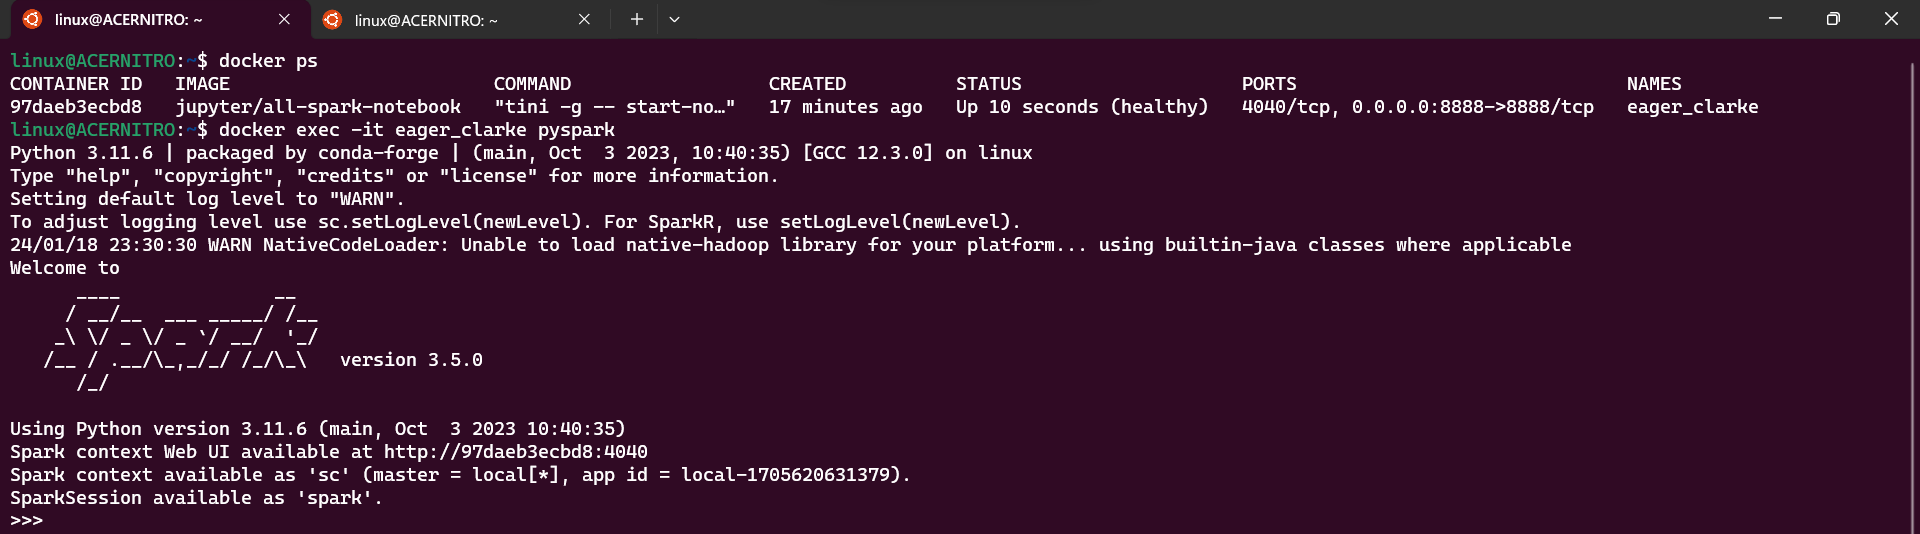 linux@ACERNITRO: ~
linux@ACERNITRO: ~
linux@ACERNITRO:~$ docker ps
CONTAINER ID   IMAGE                        COMMAND                  CREATED          STATUS                    PORTS                              NAMES
97daeb3ecbd8   jupyter/all-spark-notebook   "tini -g -- start-no…"   17 minutes ago   Up 10 seconds (healthy)   4040/tcp, 0.0.0.0:8888->8888/tcp   eager_clarke
linux@ACERNITRO:~$ docker exec -it eager_clarke pyspark
Python 3.11.6 | packaged by conda-forge | (main, Oct  3 2023, 10:40:35) [GCC 12.3.0] on linux
Type "help", "copyright", "credits" or "license" for more information.
Setting default log level to "WARN".
To adjust logging level use sc.setLogLevel(newLevel). For SparkR, use setLogLevel(newLevel).
24/01/18 23:30:30 WARN NativeCodeLoader: Unable to load native-hadoop library for your platform... using builtin-java classes where applicable
Welcome to
      ____              __
     / __/__  ___ _____/ /__
    _\ \/ _ \/ _ `/ __/  '_/
   /__ / .__/\_,_/_/ /_/\_\   version 3.5.0
      /_/
Using Python version 3.11.6 (main, Oct  3 2023 10:40:35)
Spark context Web UI available at http://97daeb3ecbd8:4040
Spark context available as 'sc' (master = local[*], app id = local-1705620631379).
SparkSession available as 'spark'.
>>>